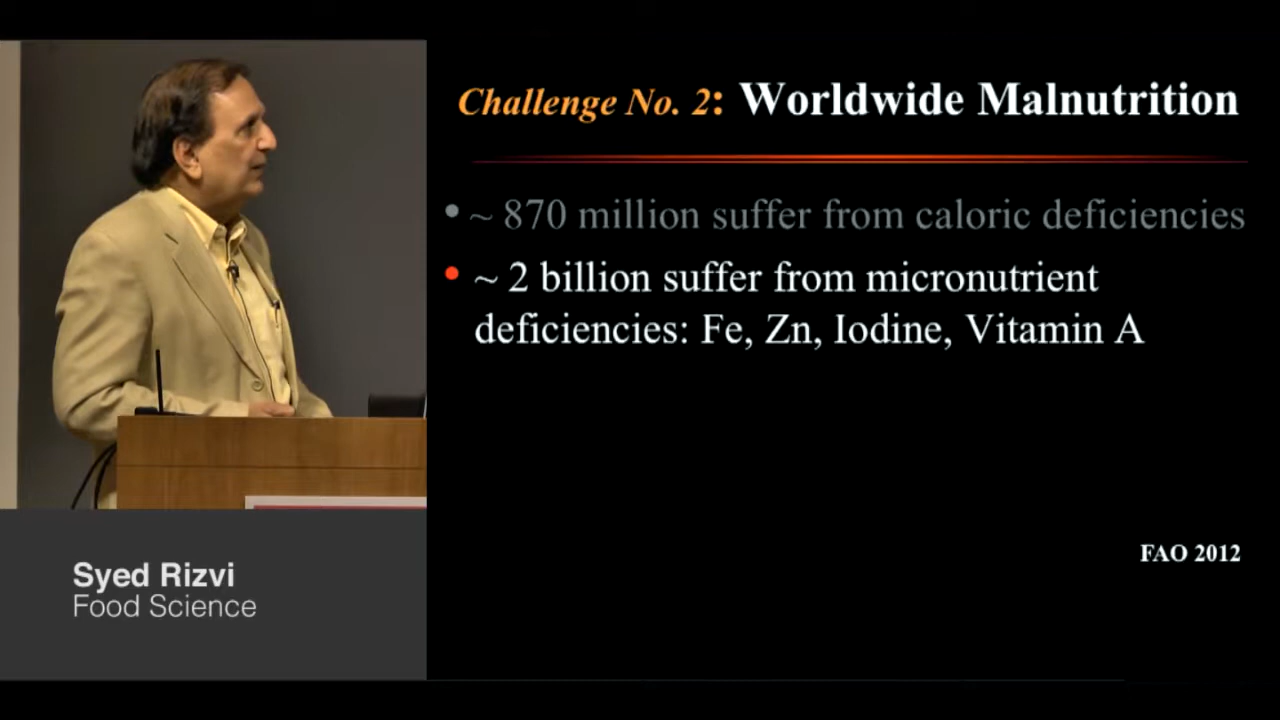 Challenge No. 2: Worldwide Malnutrition
• ~ 870 million suffer from caloric deficiencies
• ~ 2 billion suffer from micronutrient
deficiencies: Fe, Zn, Iodine, Vitamin A
FAO 2012
Syed Rizvi
Food Science